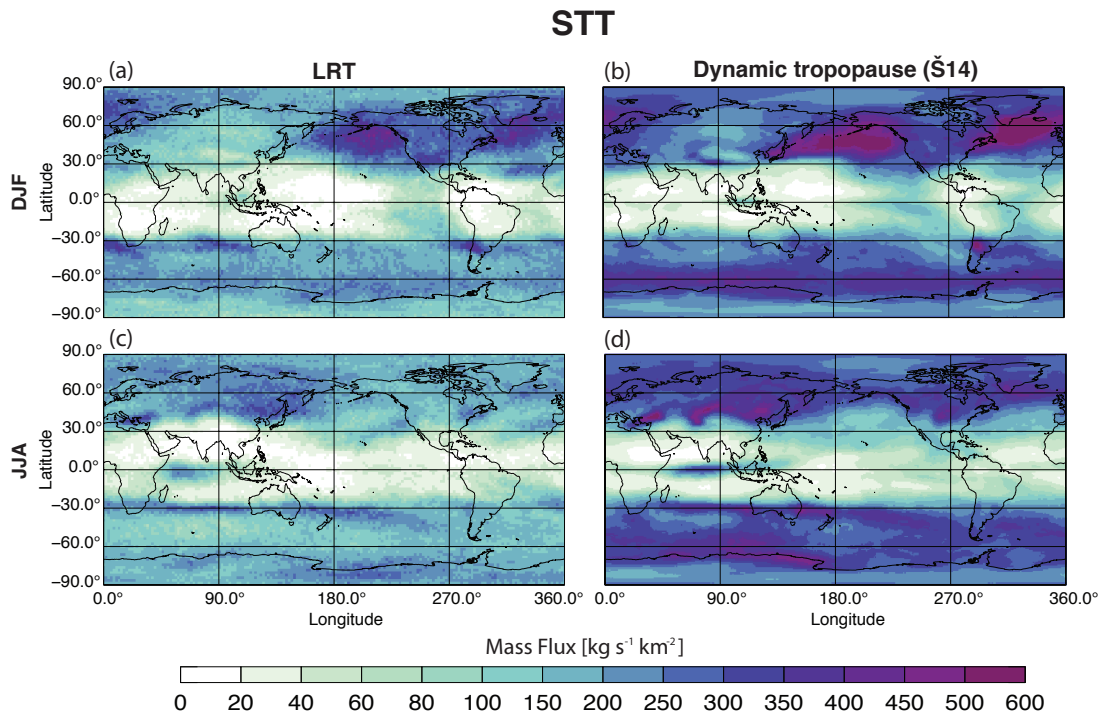 STT
(a) LRT
(b) Dynamic tropopause (Š14)
90.0°
60.0°
30.0°
0.0°
−30.0°
−60.0°
−90.0°
Latitude
DJF
(c)
(d)
90.0°
60.0°
30.0°
0.0°
−30.0°
−60.0°
−90.0°
Latitude
JJA
0.0° 90.0° 180.0° 270.0° 360.0°
Longitude
0.0° 90.0° 180.0° 270.0° 360.0°
Longitude
Mass Flux [kg s⁻¹ km⁻²]
0 20 40 60 80 100 150 200 250 300 350 400 450 500 600